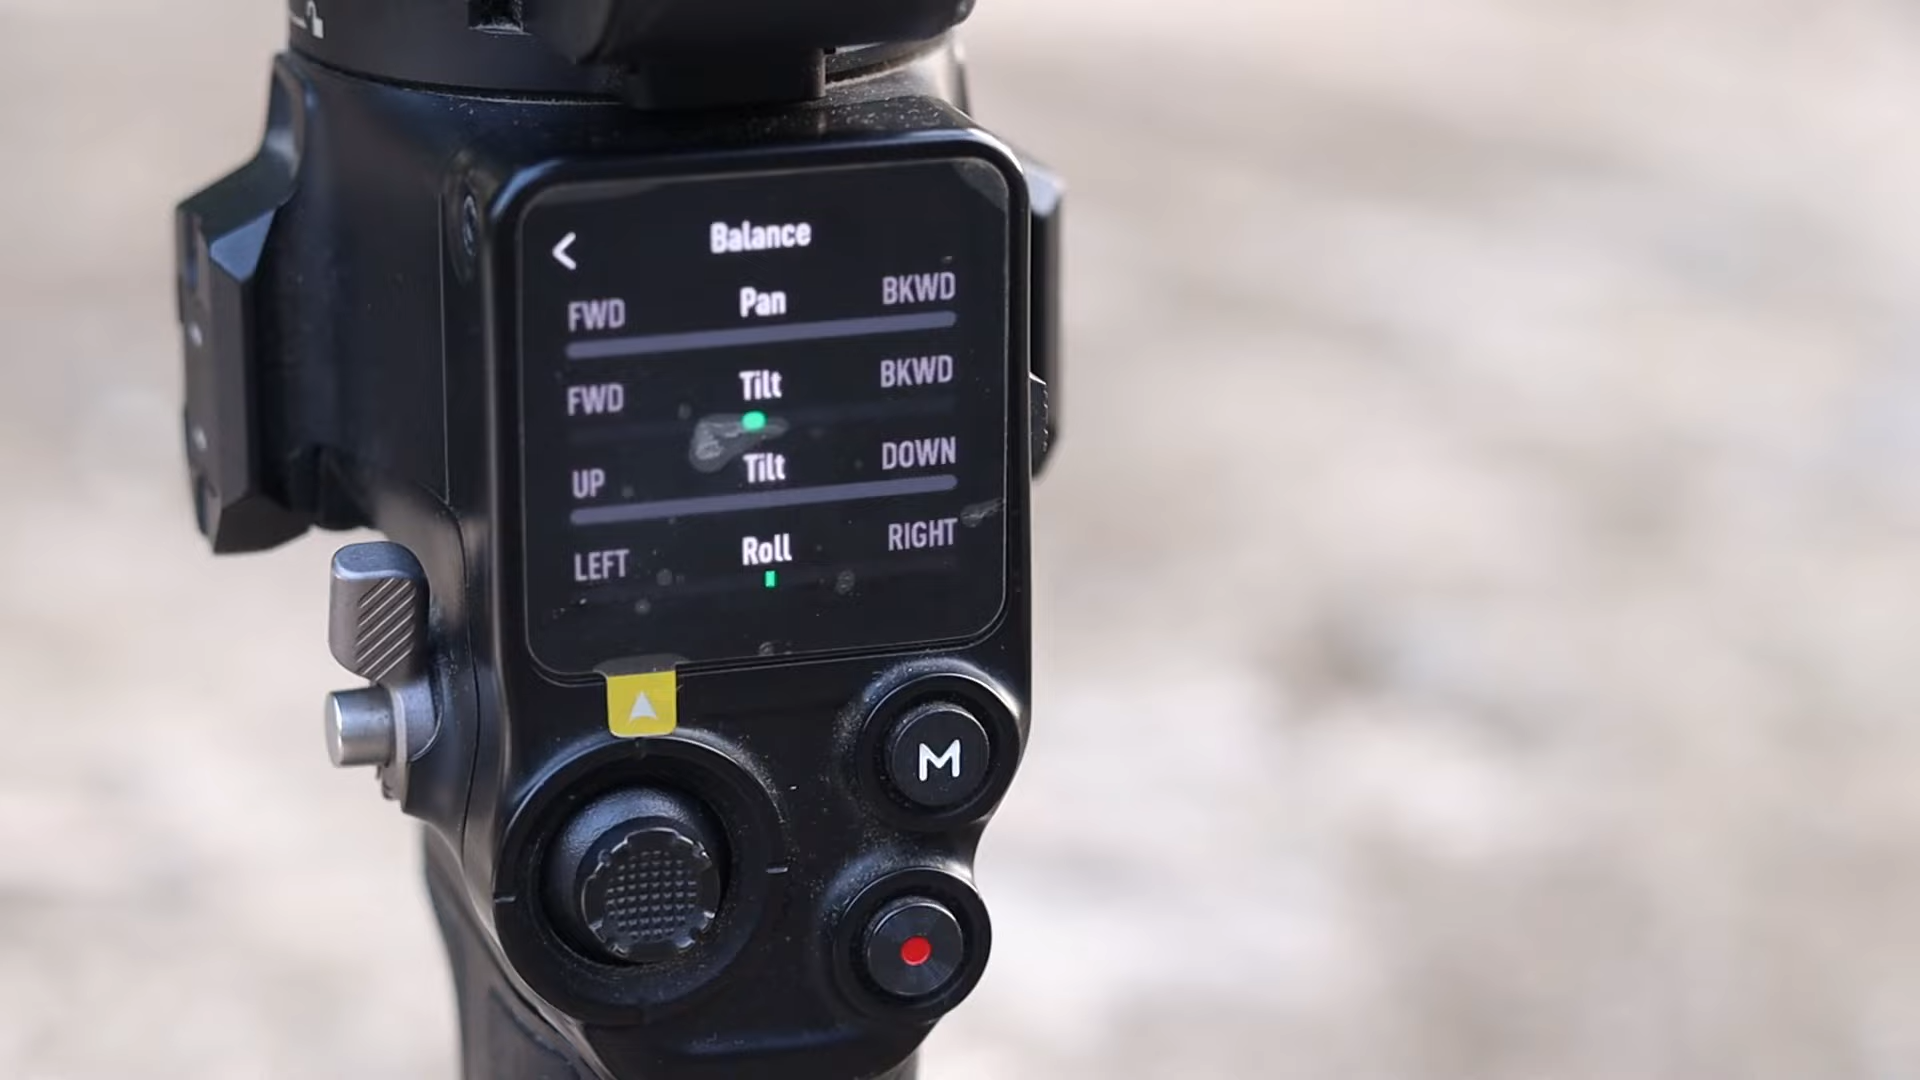 Balance
FWD Pan BKWD
FWD Tilt BKWD
UP Tilt DOWN
LEFT Roll RIGHT
M